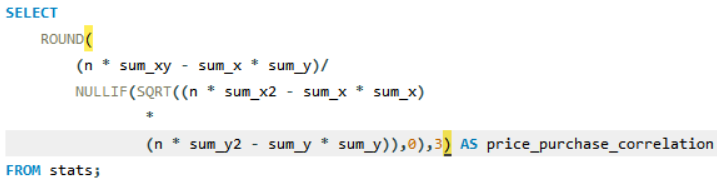 SELECT
ROUND(
(n * sum_xy - sum_x * sum_y)/
NULLIF(SQRT((n * sum_x2 - sum_x * sum_x)
*
(n * sum_y2 - sum_y * sum_y)),0),3) AS price_purchase_correlation
FROM stats;